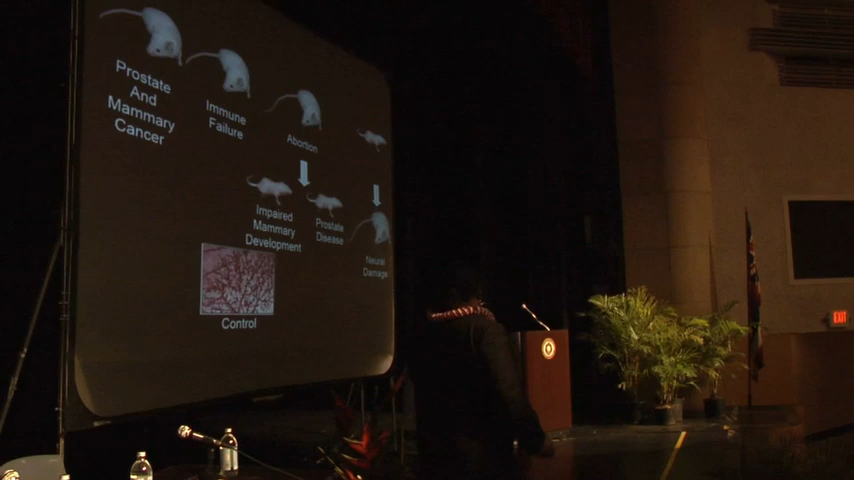 Prostate
And
Mammary
Cancer
Immune
Failure
Abortion
Impaired
Mammary
Development
Prostate
Disease
Neural
Damage
Control
EXIT